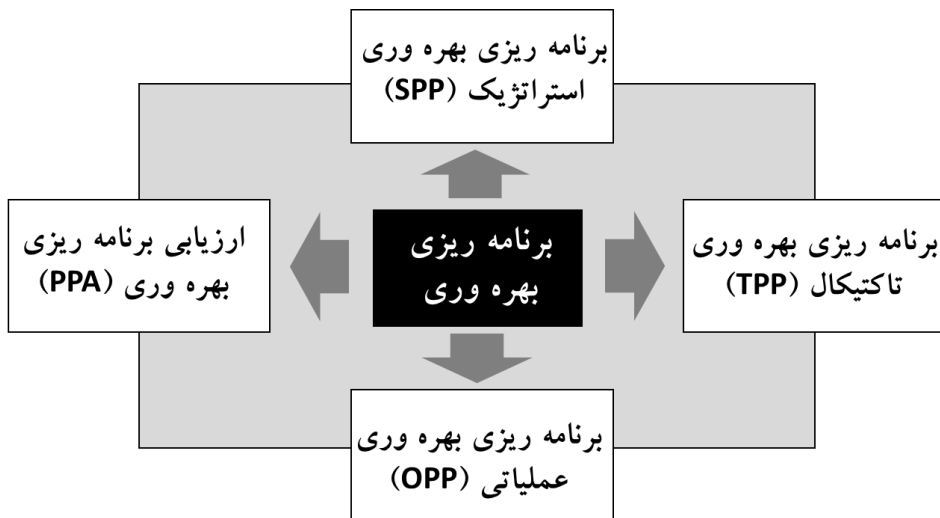 برنامه ریزی بهره وری
استراتژیک (SPP)
برنامه ریزی بهره وری
تاکتیکال (TPP)
برنامه ریزی
بهره وری
ارزیابی برنامه ریزی
بهره وری (PPA)
برنامه ریزی بهره وری
عملیاتی (OPP)